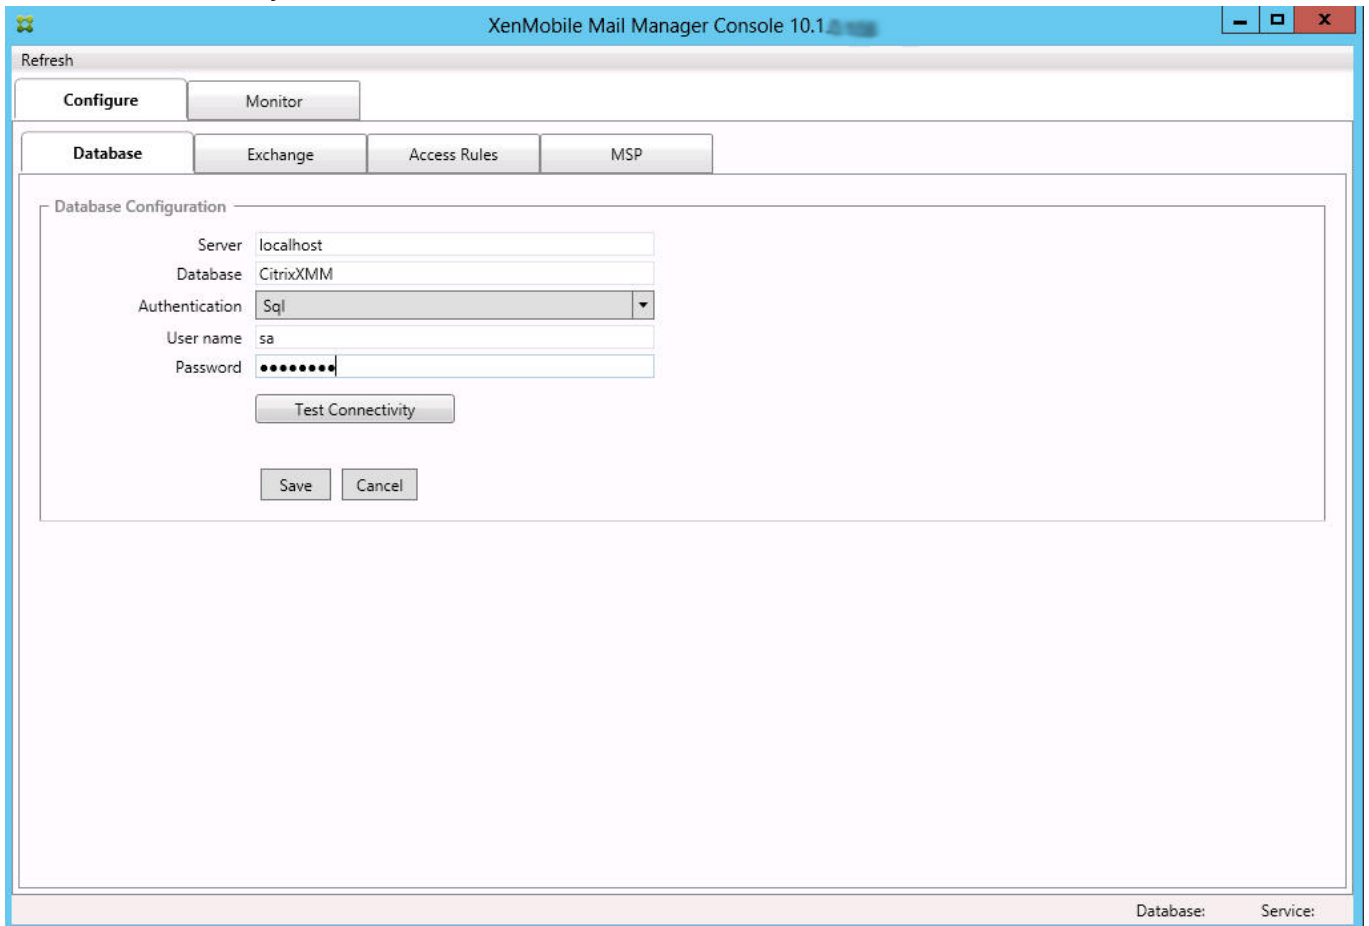 XenMobile Mail Manager Console 10.1
Refresh
Configure Monitor
Database Exchange Access Rules MSP
Database Configuration
Server localhost
Database CitrixXMM
Authentication Sql
User name sa
Password ●●●●●●●●
Test Connectivity
Save Cancel
Database: Service: